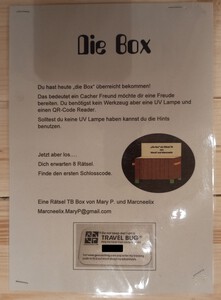 Die Box
Du hast heute „die Box" überreicht bekommen!
Das bedeutet ein Cacher Freund möchte dir eine Freude
bereiten. Du benötigst kein Werkzeug aber eine UV Lampe und
einen QR-Code Reader.
Solltest du keine UV Lampe haben kannst du die Hints
benutzen
Jetzt aber los....
Dich erwarten 8 Rätsel.
Finde den ersten Schlosscode.
Eine Rätsel TB Box von Mary P. und Marcneelix
Marcneelix.MaryP@gmail.com
TRAVEL BUG